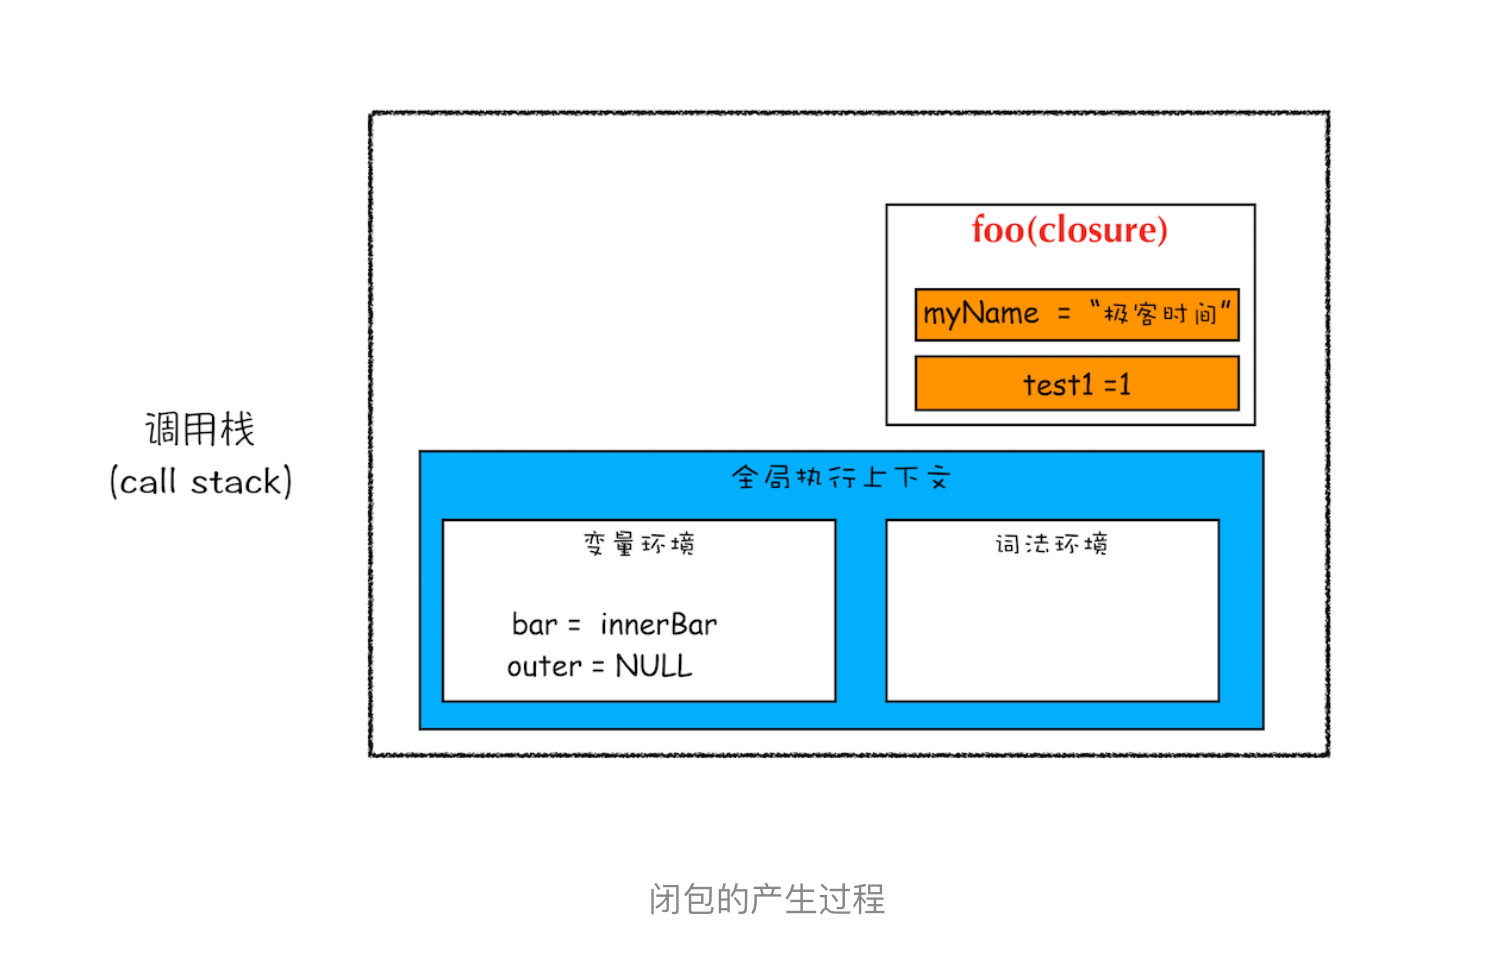 foo(closure)
myName = “极客时间”
test1 =1
调用栈
(call stack)
全局执行上下文
变量环境
bar = innerBar
outer = NULL
词法环境
闭包的产生过程